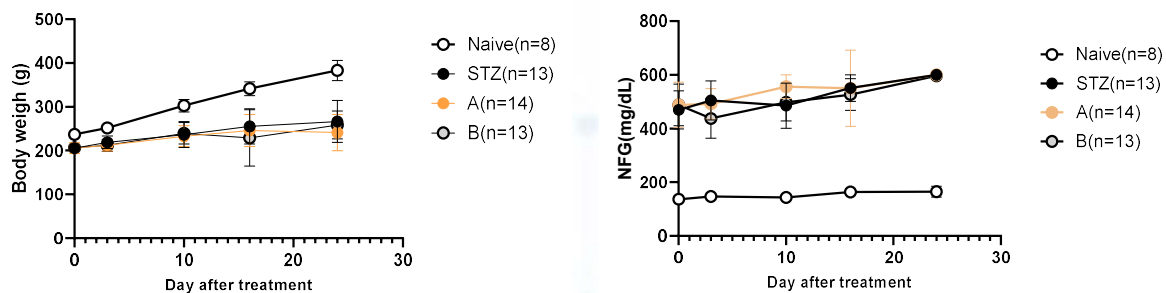 500
400
300
200
100
0
Body weigh (g)
0
10
20
30
Day after treatment
Naive(n=8)
STZ(n=13)
A(n=14)
B(n=13)
800
600
400
200
0
NFG(mg/dL)
0
10
20
30
Day after treatment
Naive(n=8)
STZ(n=13)
A(n=14)
B(n=13)